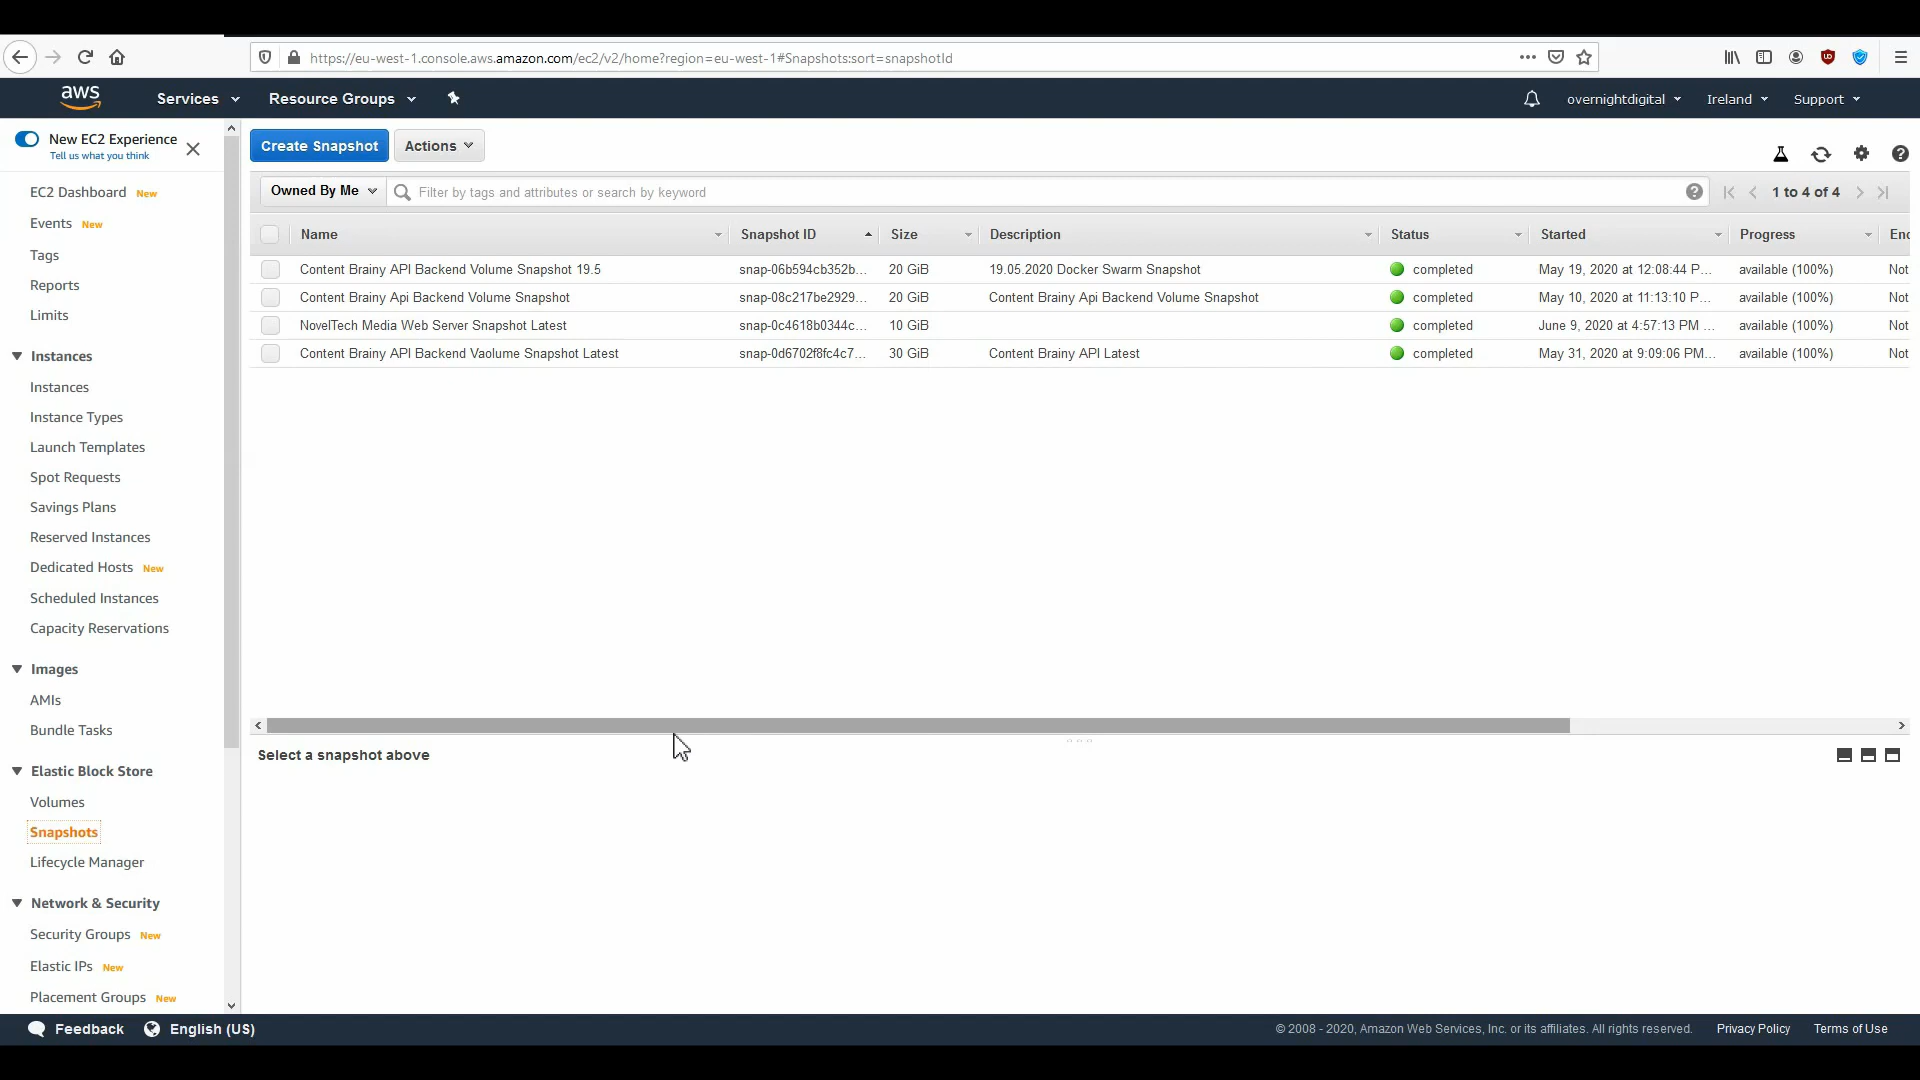 https://eu-west-1.console.aws.amazon.com/ec2/v2/home?region=eu-west-1#Snapshots:sort=snapshotId
aws Services Resource Groups overnightdigital Ireland Support
New EC2 Experience
Tell us what you think
Create Snapshot Actions
Owned By Me Filter by tags and attributes or search by keyword 1 to 4 of 4
Name Snapshot ID Size Description Status Started Progress Enc
Content Brainy API Backend Volume Snapshot 19.5 snap-06b594cb352b... 20 GiB 19.05.2020 Docker Swarm Snapshot completed May 19, 2020 at 12:08:44 P... available (100%) Not
Content Brainy Api Backend Volume Snapshot snap-08c217be2929... 20 GiB Content Brainy Api Backend Volume Snapshot completed May 10, 2020 at 11:13:10 P... available (100%) Not
NovelTech Media Web Server Snapshot Latest snap-0c4618b0344c... 10 GiB completed June 9, 2020 at 4:57:13 PM ... available (100%) Not
Content Brainy API Backend Vaolume Snapshot Latest snap-0d6702f8fc4c7... 30 GiB Content Brainy API Latest completed May 31, 2020 at 9:09:06 PM... available (100%) Not
Select a snapshot above
EC2 Dashboard New
Events New
Tags
Reports
Limits
Instances
Instances
Instance Types
Launch Templates
Spot Requests
Savings Plans
Reserved Instances
Dedicated Hosts New
Scheduled Instances
Capacity Reservations
Images
AMIs
Bundle Tasks
Elastic Block Store
Volumes
Snapshots
Lifecycle Manager
Network & Security
Security Groups New
Elastic IPs New
Placement Groups New
Feedback English (US) © 2008 - 2020, Amazon Web Services, Inc. or its affiliates. All rights reserved. Privacy Policy Terms of Use